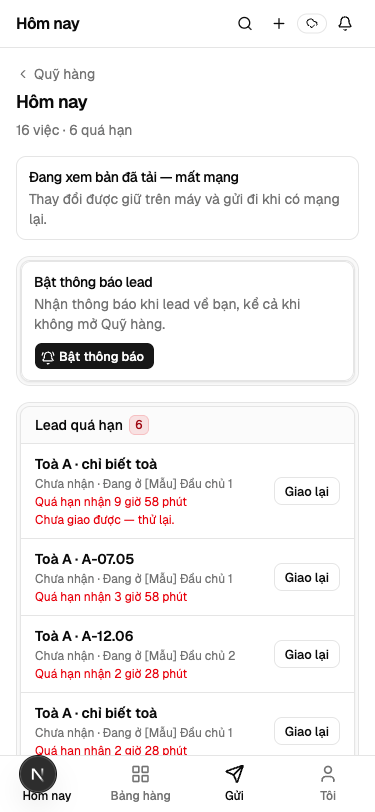 Hôm nay
Quỹ hàng
Hôm nay
16 việc · 6 quá hạn
Đang xem bản đã tải — mất mạng
Thay đổi được giữ trên máy và gửi đi khi có mạng
lại.
Bật thông báo lead
Nhận thông báo khi lead về bạn, kể cả khi
không mở Quỹ hàng.
Bật thông báo
Lead quá hạn 6
Toà A · chỉ biết toà
Chưa nhận · Đang ở [Mẫu] Đầu chủ 1
Quá hạn nhận 9 giờ 58 phút
Chưa giao được — thử lại.
Giao lại
Toà A · A-07.05
Chưa nhận · Đang ở [Mẫu] Đầu chủ 1
Quá hạn nhận 3 giờ 58 phút
Giao lại
Toà A · A-12.06
Chưa nhận · Đang ở [Mẫu] Đầu chủ 2
Quá hạn nhận 2 giờ 28 phút
Giao lại
Toà A · chỉ biết toà
Chưa nhận · Đang ở [Mẫu] Đầu chủ 1
Quá hạn nhận 2 giờ 28 phút
Giao lại
N
Hôm nay
Bảng hàng
Gửi
Tôi